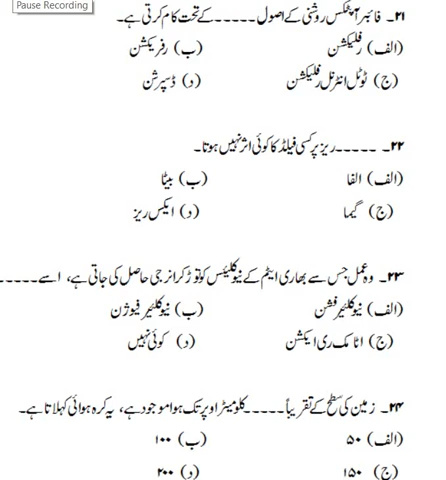 Pause Recording
۲۱۔ فائبر آپٹکس روشنی کے اصول ۔۔۔۔۔ کے تحت کام کرتی ہے۔
(الف) رفلیکشن (ب) رفریکشن
(ج) ٹوٹل انٹرنل رفلیکشن (د) ڈسپرشن
۲۲۔ ۔۔۔۔۔ ریز پر کسی فیلڈ کا کوئی اثر نہیں ہوتا۔
(الف) الفا (ب) بیٹا
(ج) گیما (د) ایکس ریز
۲۳۔ وہ عمل جس سے بھاری ایٹم کے نیوکلیئس کو توڑ کر انرجی حاصل کی جاتی ہے، اسے ۔۔۔۔۔
(الف) نیوکلئیر فشن (ب) نیوکلئیر فیوژن
(ج) اٹامک ری ایکشن (د) کوئی نہیں
۲۴۔ زمین کی سطح کے تقریباً ۔۔۔۔۔ کلومیٹر اوپر تک ہوا موجود ہے، یہ کرہ ہوائی کہلاتا ہے۔
(الف) ۵۰ (ب) ۱۰۰
(ج) ۱۵۰ (د) ۲۰۰